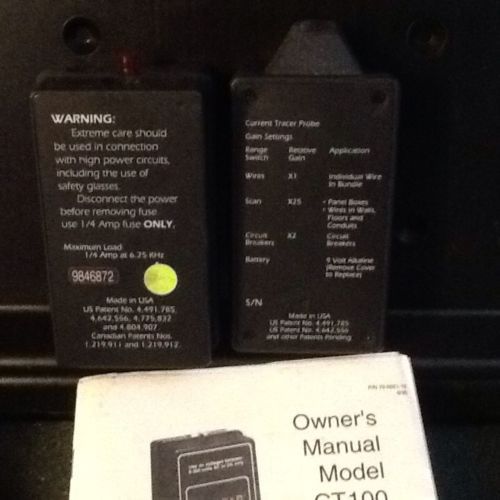 WARNING:
Extreme care should
be used in connection
with high power circuits,
including the use of
safety glasses.
Disconnect the power
before removing fuse
use 1/4 Amp fuse ONLY.
Maximum Load
1/4 Amp at 6.25 KHz
9846872
Made in USA
US Patent No. 4,491,785,
4,642,556, 4,775,832
and 4,804,907
Canadian Patents Nos.
1,219,911 and 1,219,912.
Current Tracer Probe
Gain Settings
Range Switch Relative Gain Application
Wires X1 Individual Wire In Bundle
Scan X25 • Panel Boxes
• Wires in Walls,
Floors and
Conduits
Circuit Breakers X2 Circuit Breakers
Battery 9 Volt Alkaline
(Remove Cover
to Replace)
S/N
Made in USA
US Patent No. 4,491,785
US Patent No. 4,642,556
and other Patents Pending
Owner's
Manual
Model
CT100